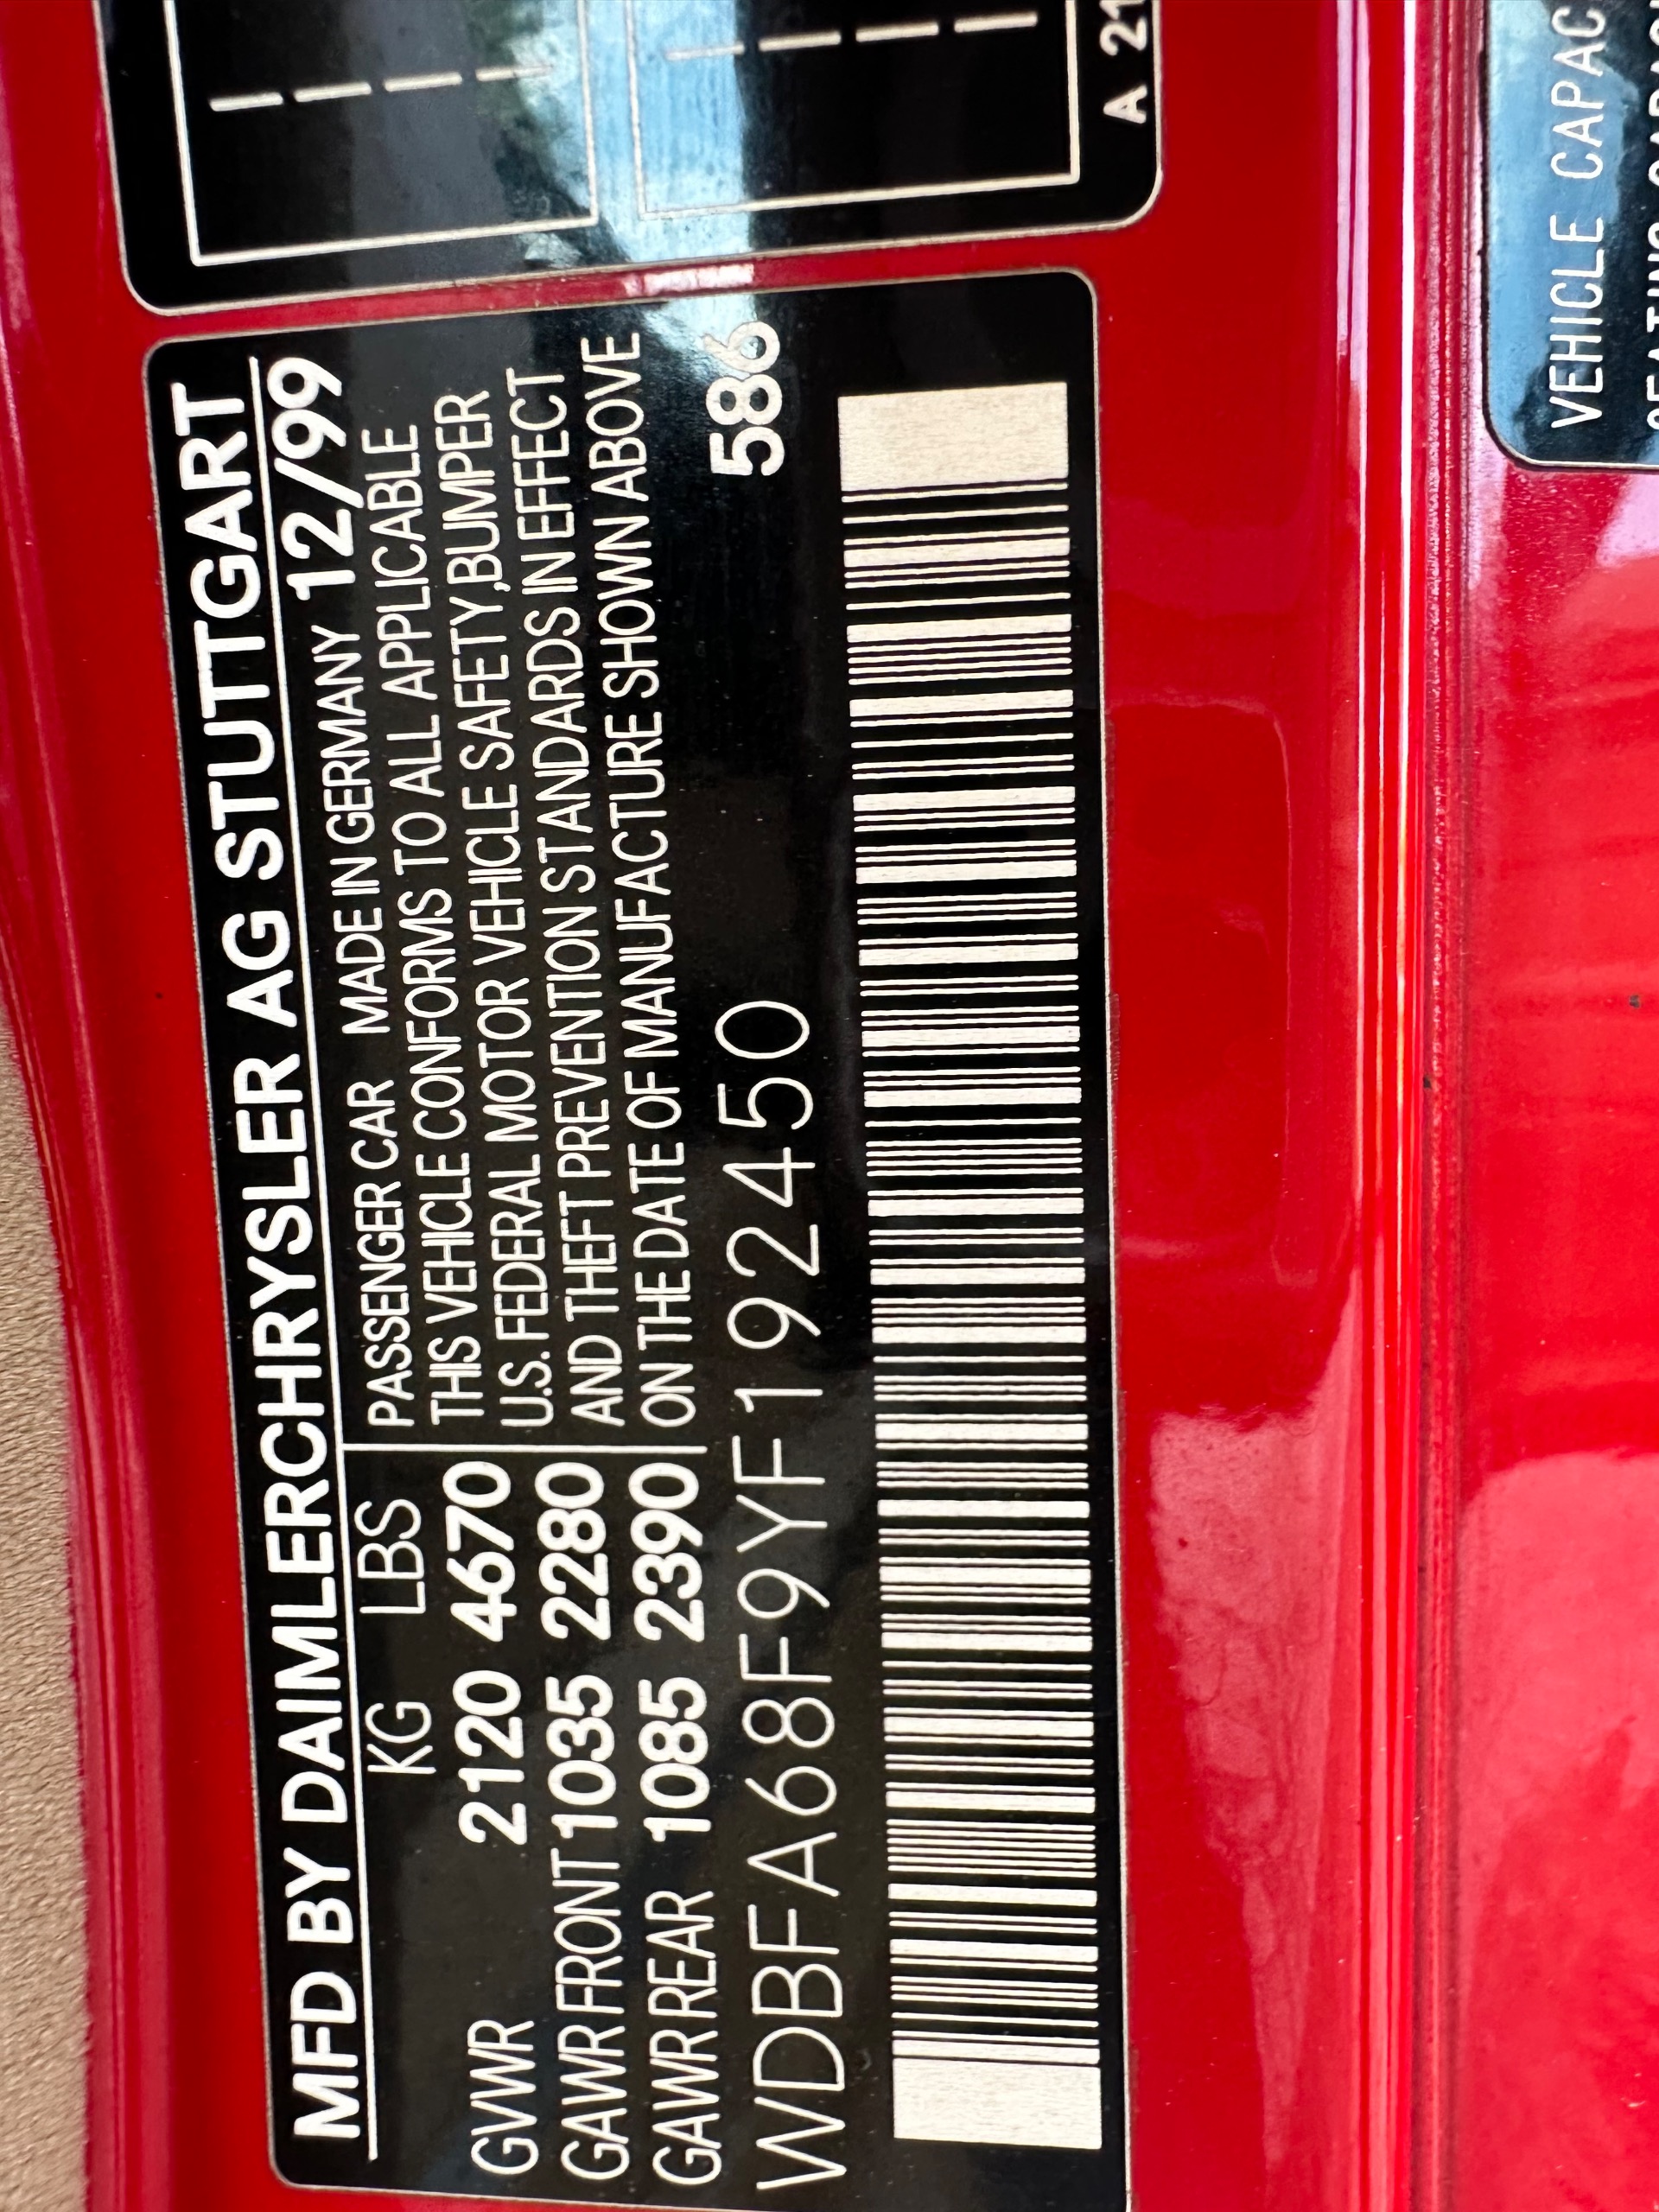 MFD BY DAIMLERCHRYSLER AG STUTTGART
KG LBS PASSENGER CAR MADE IN GERMANY 12/99
GVWR 2120 4670 THIS VEHICLE CONFORMS TO ALL APPLICABLE
U.S. FEDERAL MOTOR VEHICLE SAFETY,BUMPER
GAWR FRONT 1035 2280 AND THEFT PREVENTION STANDARDS IN EFFECT
GAWR REAR 1085 2390 ON THE DATE OF MANUFACTURE SHOWN ABOVE
WDBFA68F9YF192450 586
A 21
VEHICLE CAPAC